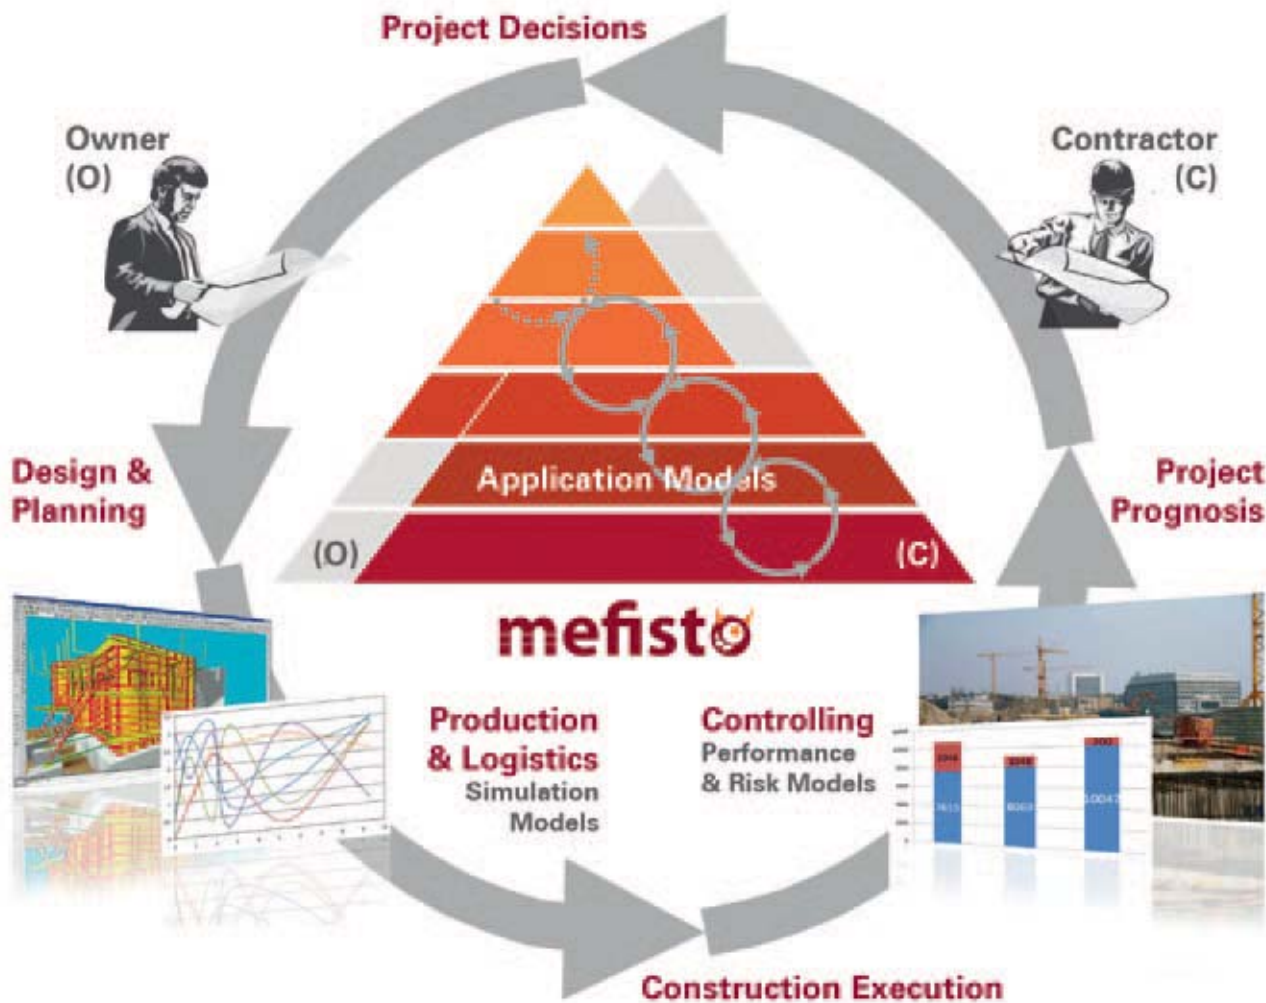 Project Decisions
Owner
(O)
Contractor
(C)
Design &
Planning
Application Models
Project
Prognosis
(O)
(C)
mefisto
Production
& Logistics
Simulation
Models
Controlling
Performance
& Risk Models
10047
Construction Execution